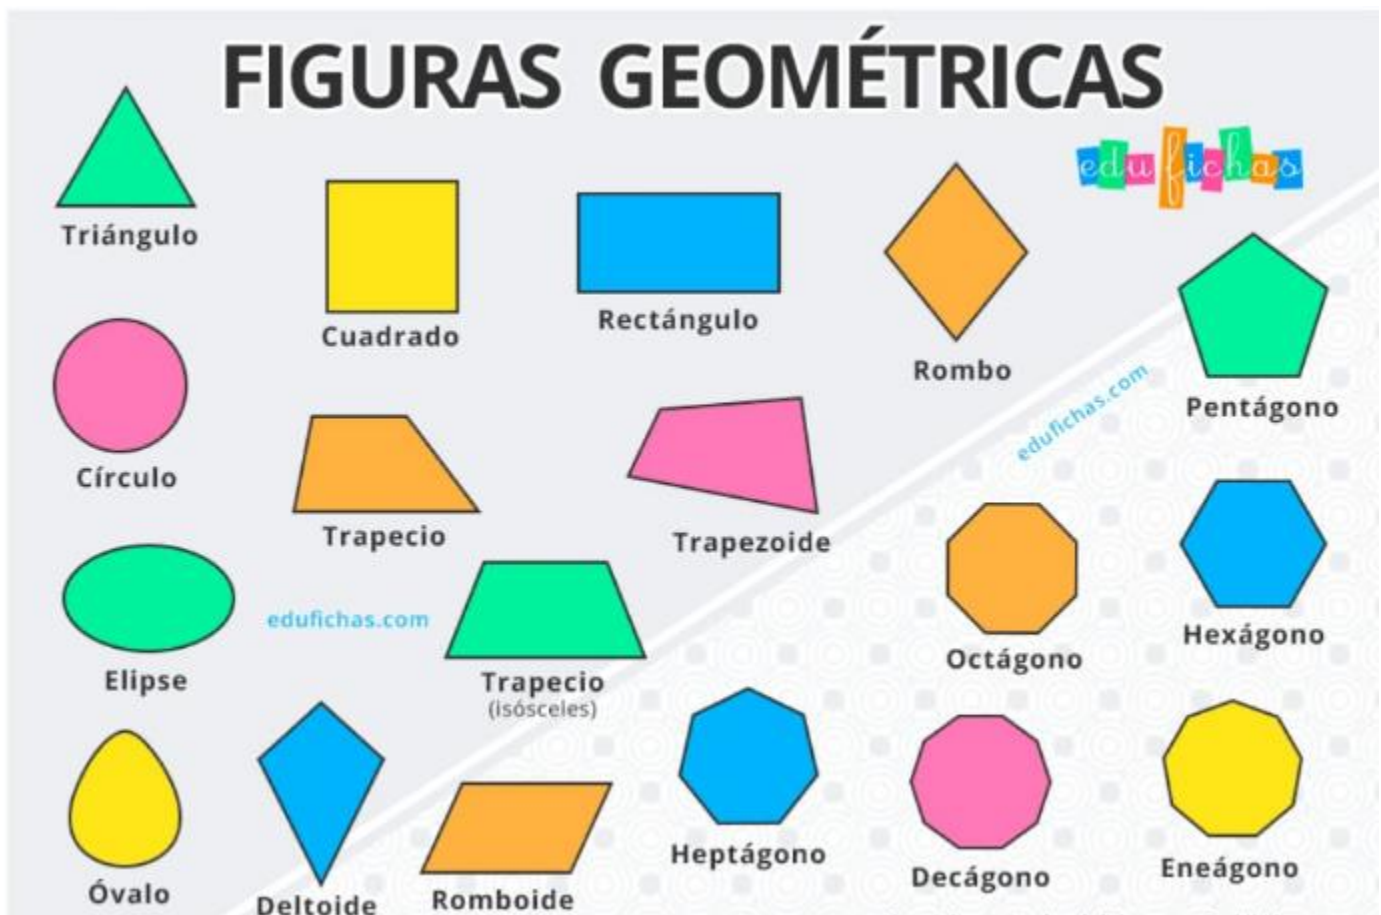 FIGURAS GEOMÉTRICAS
edufichas
Triángulo
Cuadrado
Rectángulo
Rombo
Pentágono
edufichas.com
Círculo
Trapecio
Trapezoide
Octágono
Hexágono
Elipse
edufichas.com
Trapecio
(isósceles)
Óvalo
Deltoide
Romboide
Heptágono
Decágono
Eneágono